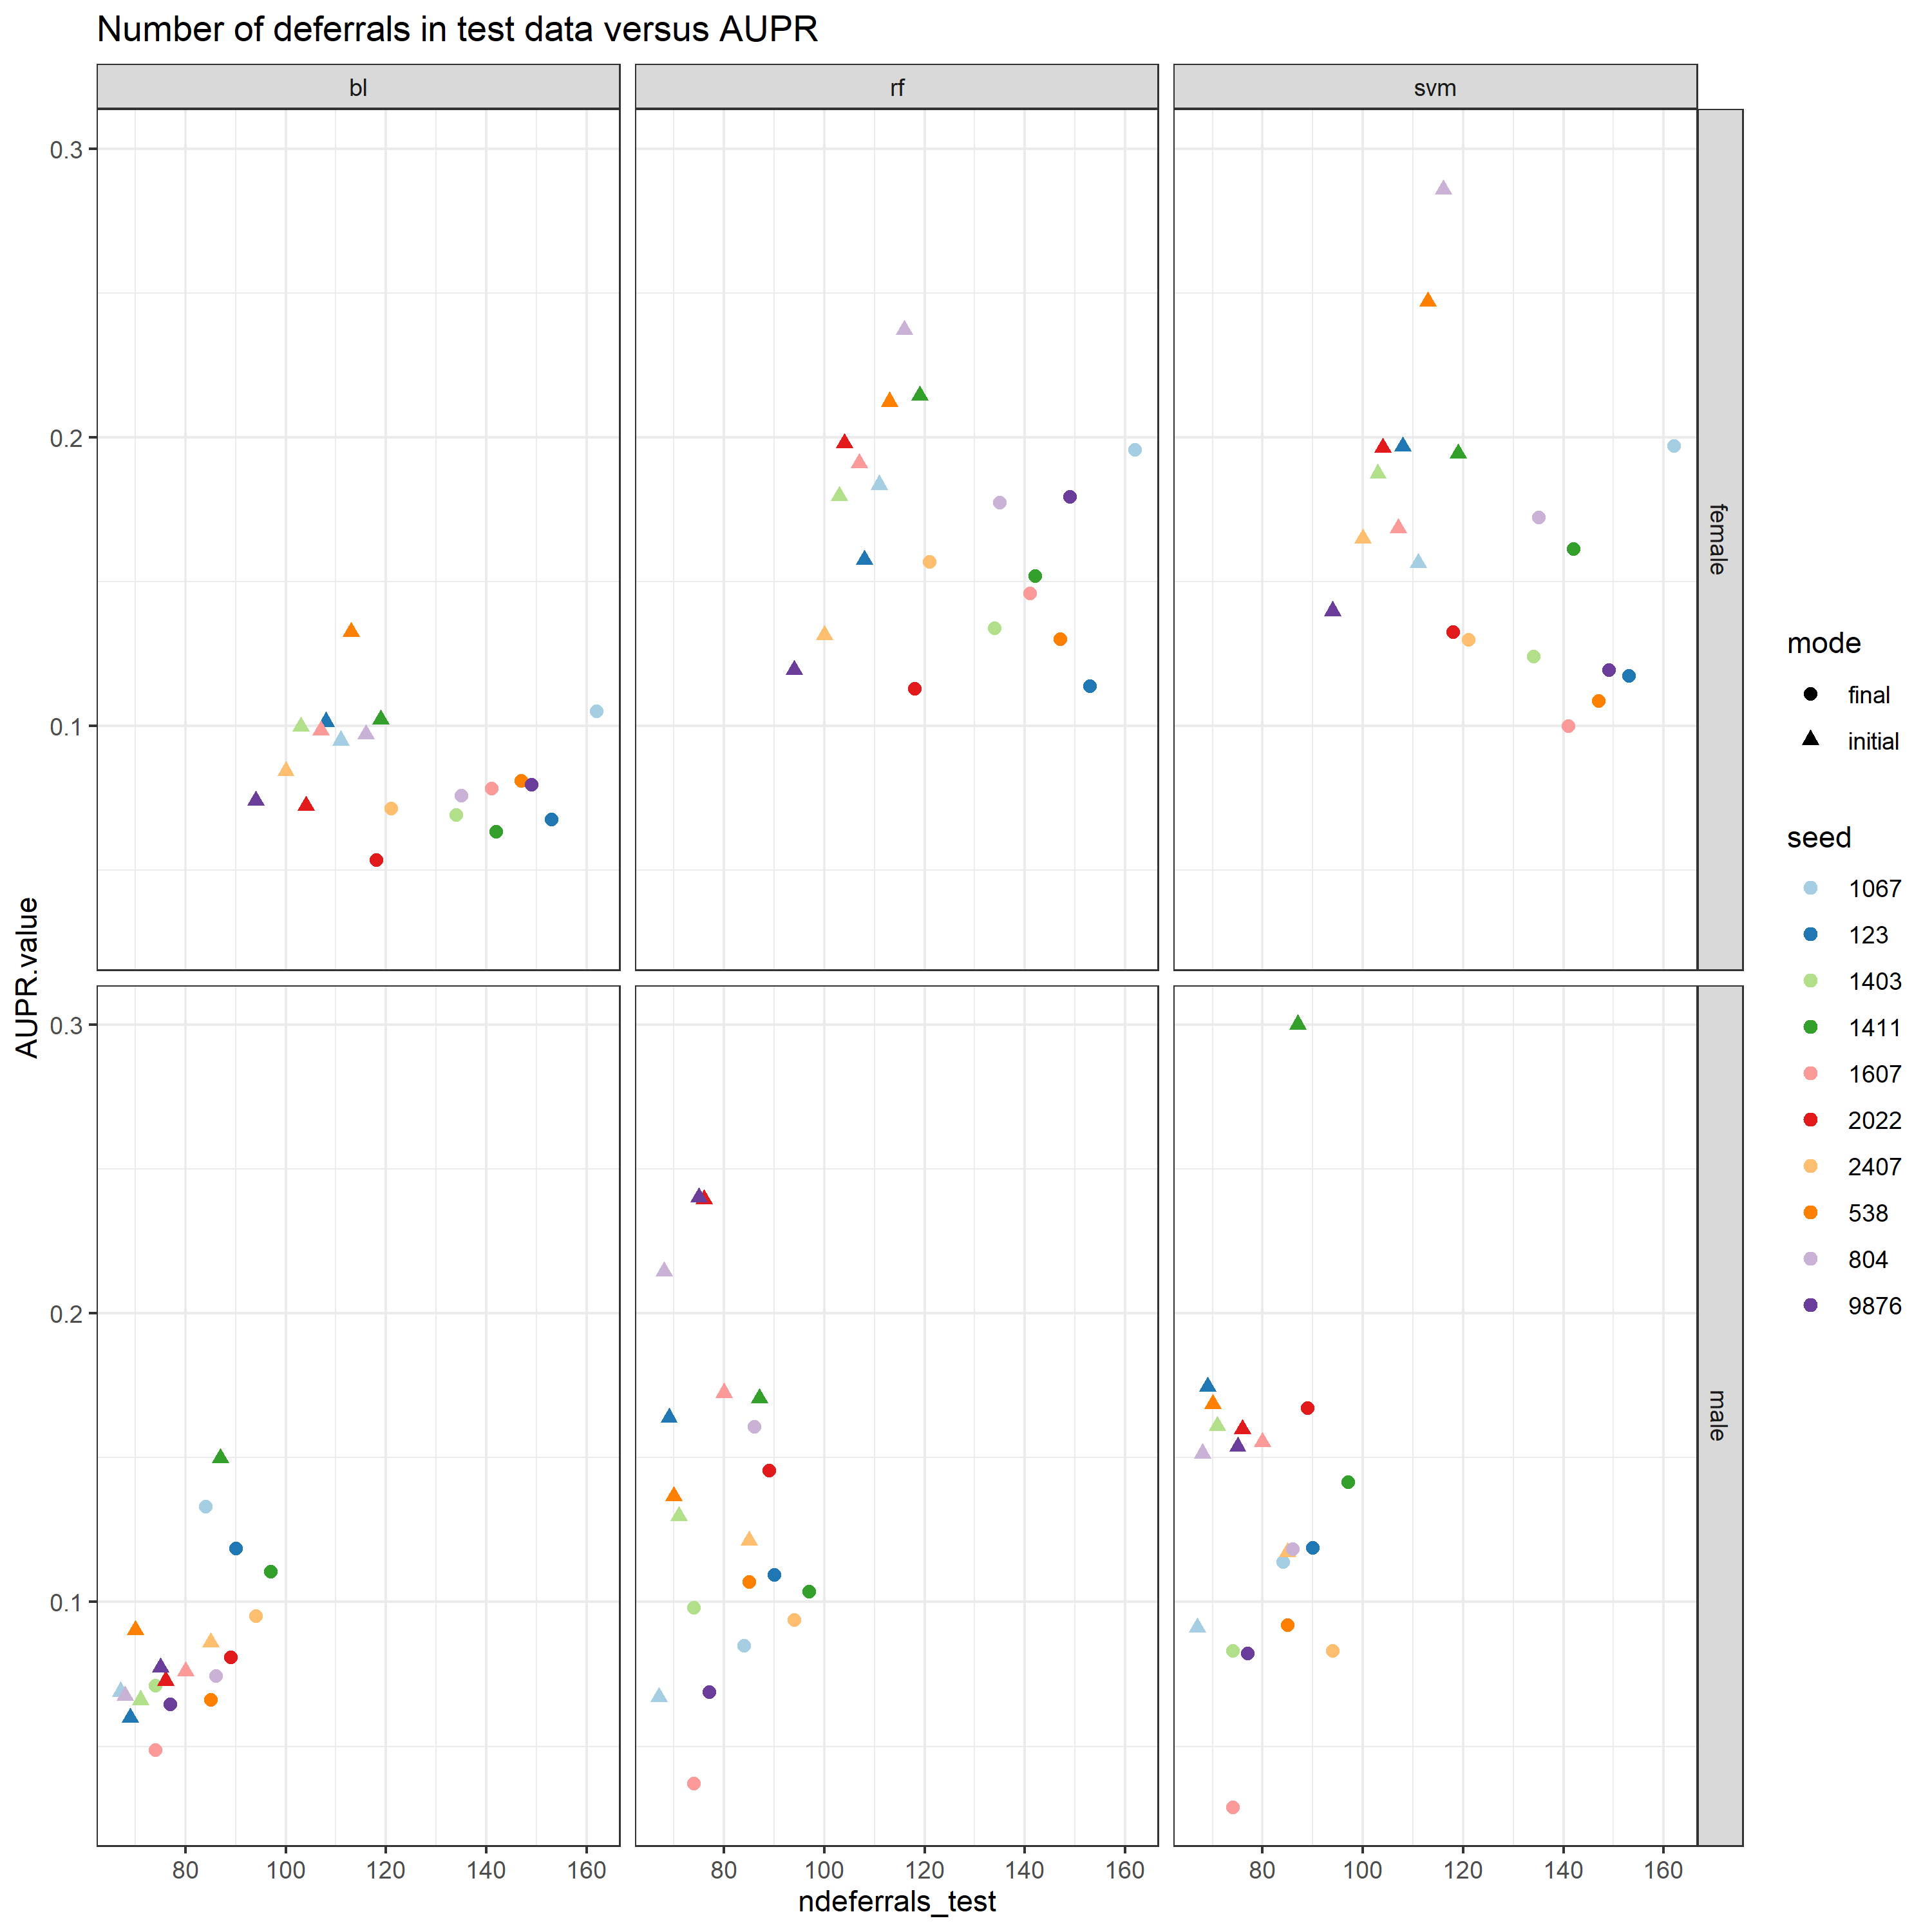 Number of deferrals in test data versus AUPR
bl
rf
svm
0.3
0.2
0.1
female
0.3
0.2
0.1
male
AUPR.value
80 100 120 140 160
80 100 120 140 160
80 100 120 140 160
ndeferrals_test
mode
final
initial
seed
1067
123
1403
1411
1607
2022
2407
538
804
9876